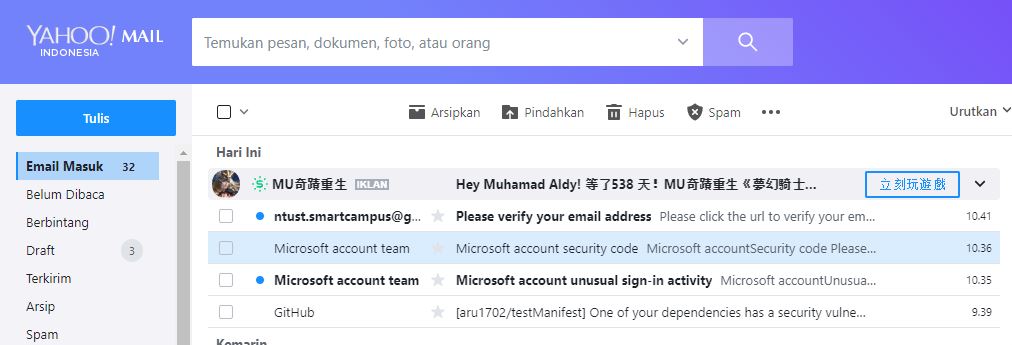 YAHOO! MAIL
INDONESIA
Temukan pesan, dokumen, foto, atau orang
Tulis
Arsipkan Pindahkan Hapus Spam Urutkan
Hari Ini
Email Masuk 32
MU奇蹟重生 IKLAN Hey Muhamad Aldy! 等了538 天！MU奇蹟重生《夢幻騎士... 立刻玩遊戲
Belum Dibaca
ntust.smartcampus@g... Please verify your email address Please click the url to verify your em... 10.41
Berbintang
Microsoft account team Microsoft account security code Microsoft accountSecurity code Please... 10.36
Draft 3
Microsoft account team Microsoft account unusual sign-in activity Microsoft accountUnusua... 10.35
Terkirim
GitHub [aru1702/testManifest] One of your dependencies has a security vulne... 9.39
Arsip
Spam
Kemarin